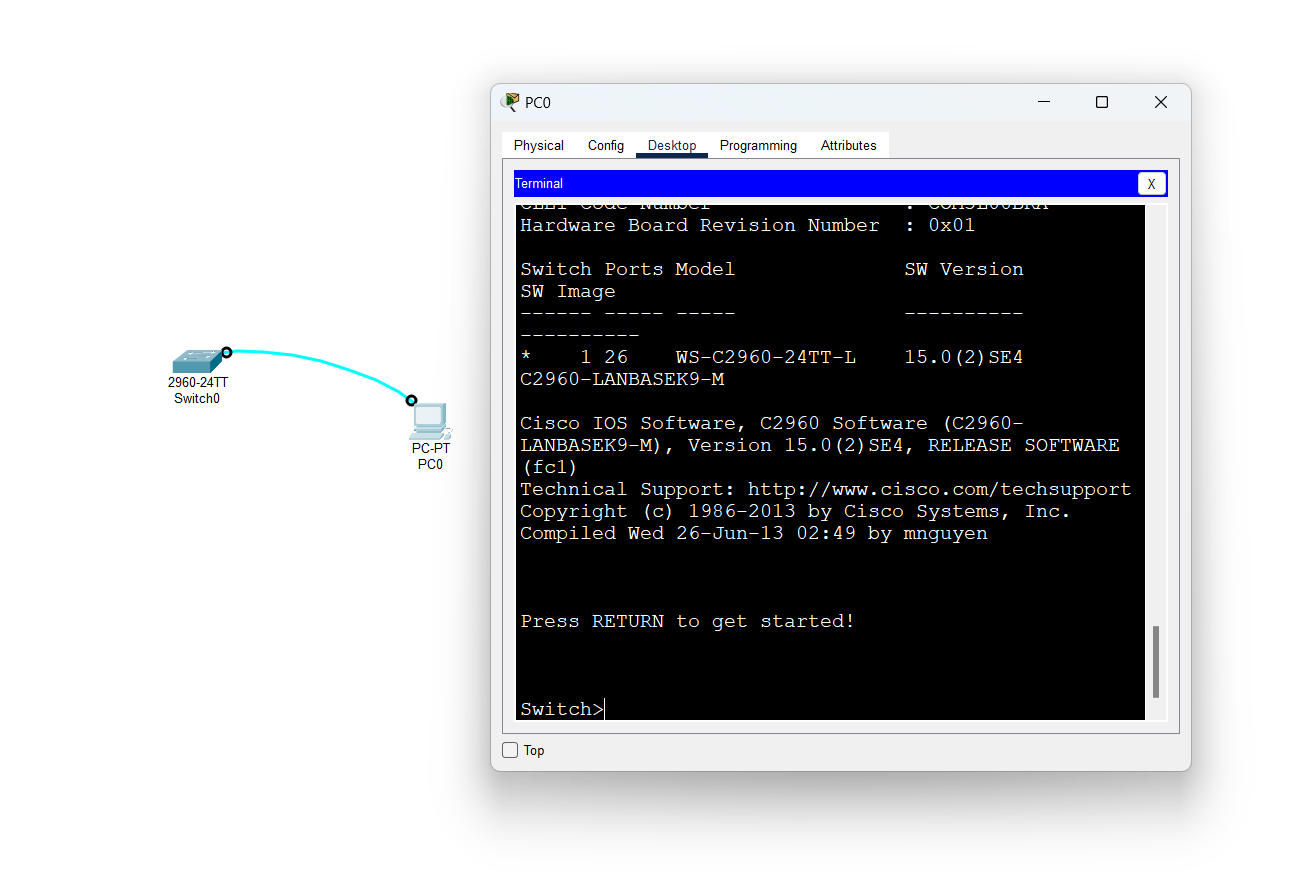 PC0
Physical Config Desktop Programming Attributes
Terminal X
Hardware Board Revision Number : 0x01
Switch Ports Model SW Version
SW Image
------ ----- ----- ----------
----------
* 1 26 WS-C2960-24TT-L 15.0(2)SE4
C2960-LANBASEK9-M
Cisco IOS Software, C2960 Software (C2960-
LANBASEK9-M), Version 15.0(2)SE4, RELEASE SOFTWARE
(fc1)
Technical Support: http://www.cisco.com/techsupport
Copyright (c) 1986-2013 by Cisco Systems, Inc.
Compiled Wed 26-Jun-13 02:49 by mnguyen
Press RETURN to get started!
Switch>
Top
2960-24TT
Switch0
PC-PT
PC0